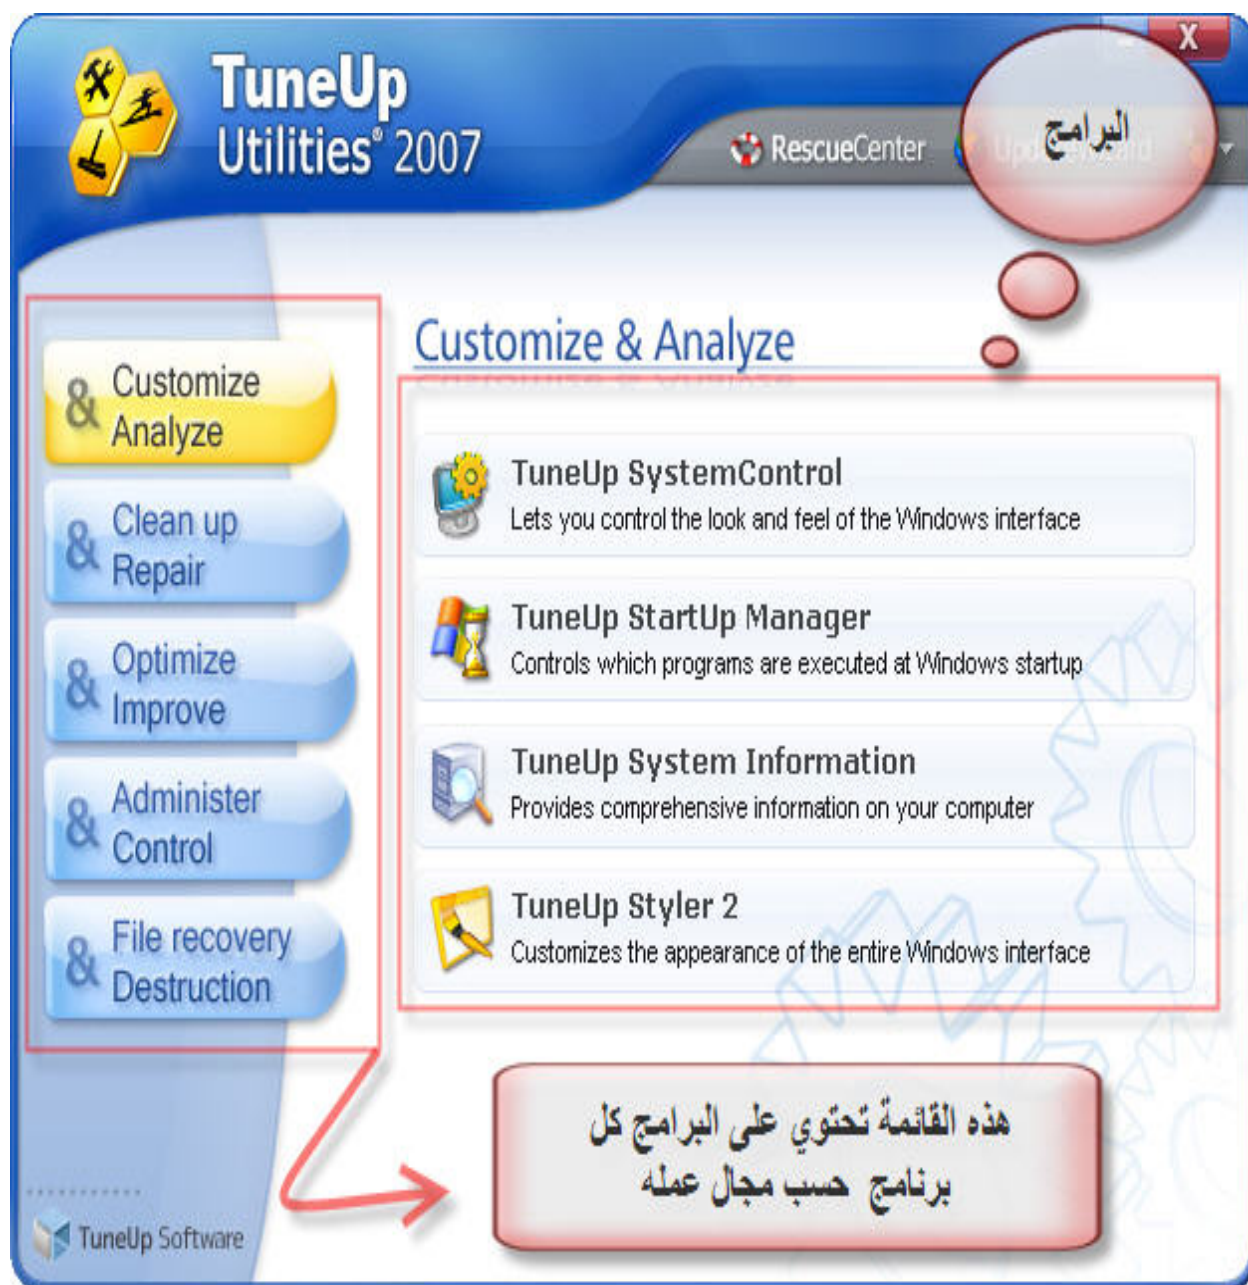 TuneUp
Utilities® 2007
X
RescueCenter
البرامج
Customize & Analyze
& Customize
Analyze
& Clean up
Repair
& Optimize
Improve
& Administer
Control
& File recovery
Destruction
TuneUp SystemControl
Lets you control the look and feel of the Windows interface
TuneUp StartUp Manager
Controls which programs are executed at Windows startup
TuneUp System Information
Provides comprehensive information on your computer
TuneUp Styler 2
Customizes the appearance of the entire Windows interface
هذه القائمة تحتوي على البرامج كل
برنامج حسب مجال عمله
TuneUp Software